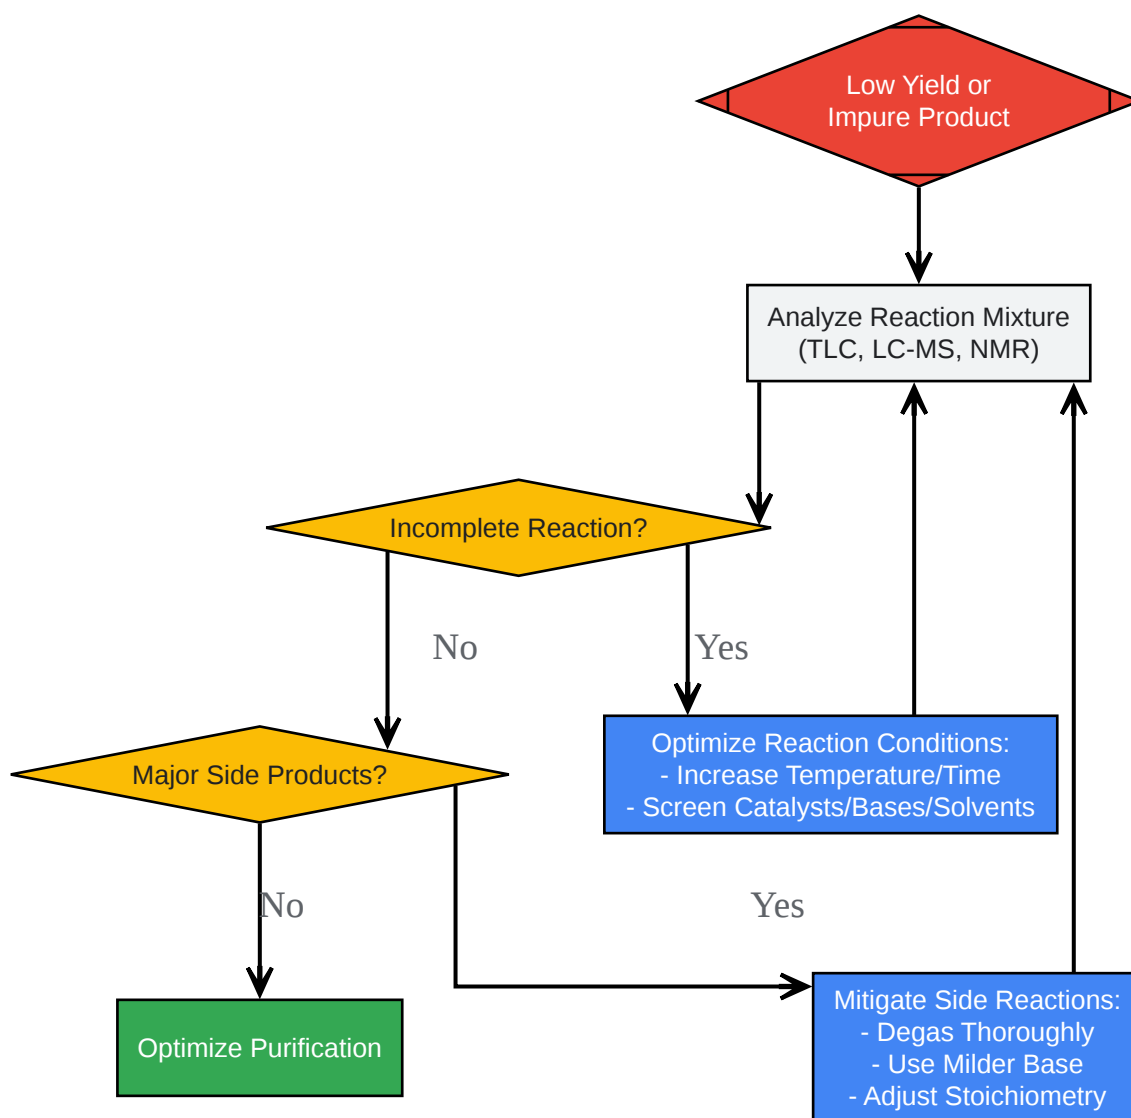 Low Yield or
Impure Product
Analyze Reaction Mixture
(TLC, LC-MS, NMR)
Incomplete Reaction?
No
Yes
Optimize Reaction Conditions:
- Increase Temperature/Time
- Screen Catalysts/Bases/Solvents
Major Side Products?
No
Yes
Optimize Purification
Mitigate Side Reactions:
- Degas Thoroughly
- Use Milder Base
- Adjust Stoichiometry